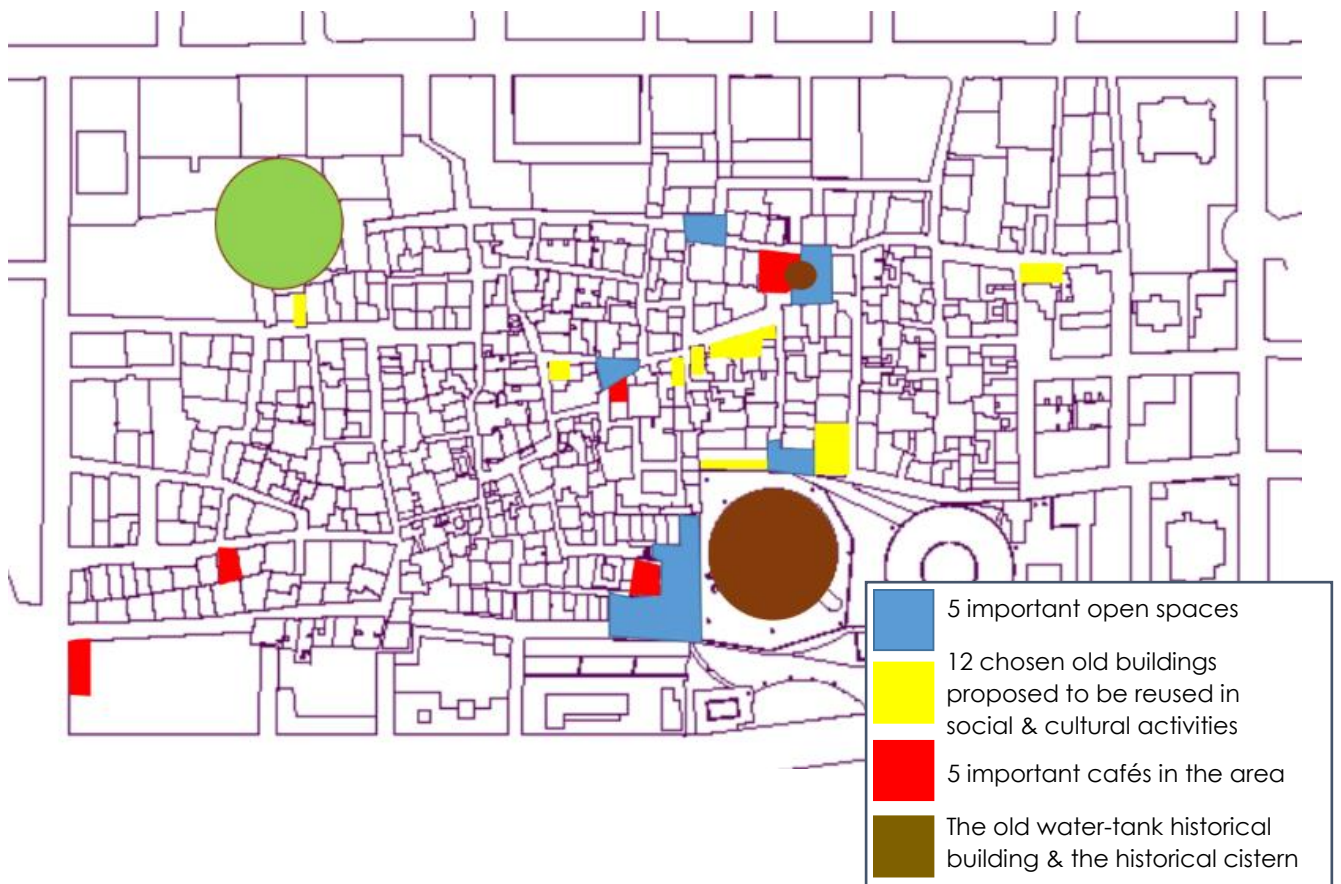 5 important open spaces
12 chosen old buildings
proposed to be reused in
social & cultural activities
5 important cafés in the area
The old water-tank historical
building & the historical cistern